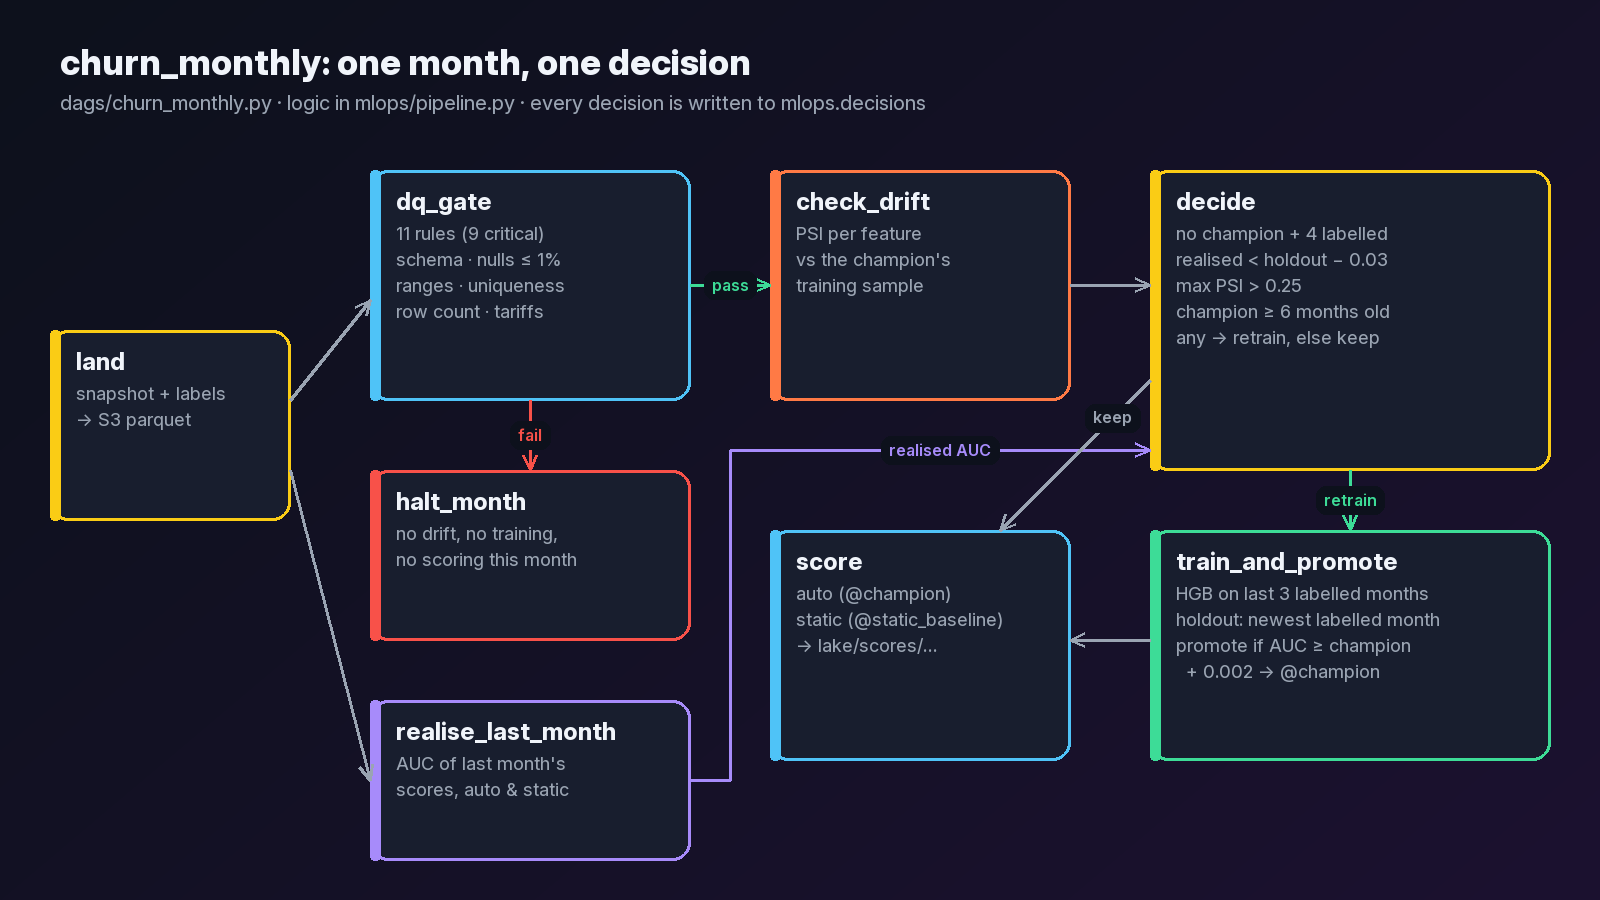 churn_monthly: one month, one decision
dags/churn_monthly.py · logic in mlops/pipeline.py · every decision is written to mlops.decisions
land
snapshot + labels
→ S3 parquet
dq_gate
11 rules (9 critical)
schema · nulls ≤ 1%
ranges · uniqueness
row count · tariffs
pass
check_drift
PSI per feature
vs the champion's
training sample
decide
no champion + 4 labelled
realised < holdout − 0.03
max PSI > 0.25
champion ≥ 6 months old
any → retrain, else keep
fail
keep
realised AUC
retrain
halt_month
no drift, no training,
no scoring this month
score
auto (@champion)
static (@static_baseline)
→ lake/scores/...
train_and_promote
HGB on last 3 labelled months
holdout: newest labelled month
promote if AUC ≥ champion
+ 0.002 → @champion
realise_last_month
AUC of last month's
scores, auto & static